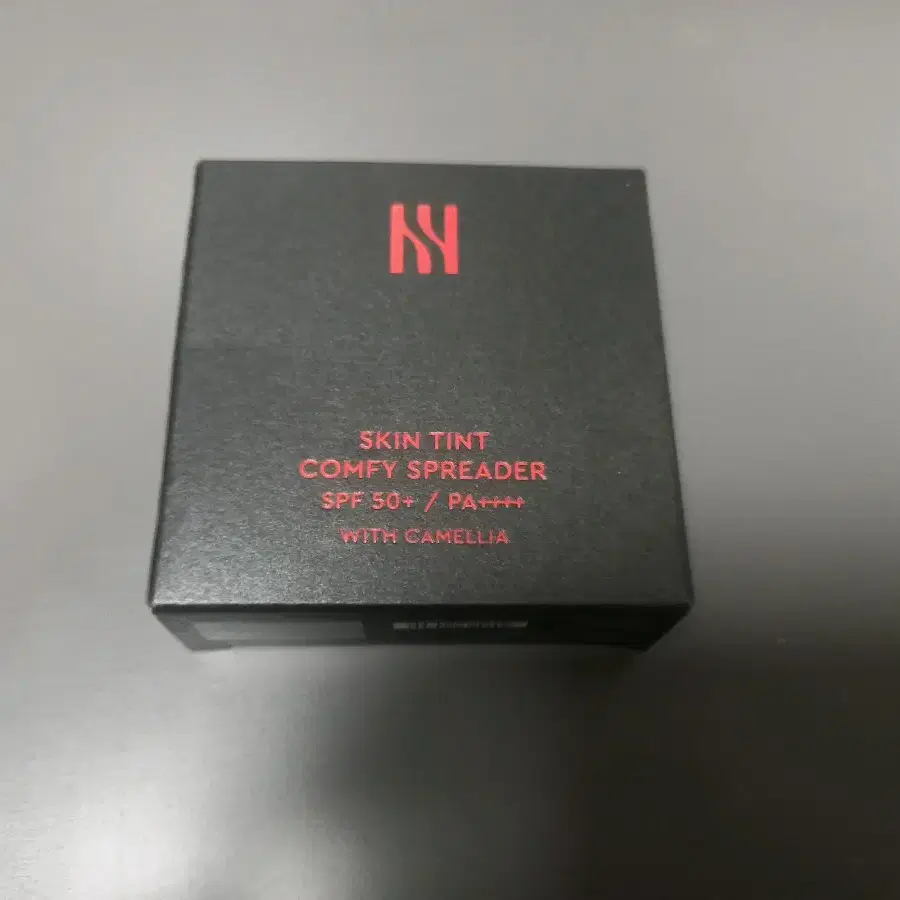 SKIN TINT
COMFY SPREADER
SPF 50+ / PA++++
WITH CAMELLIA